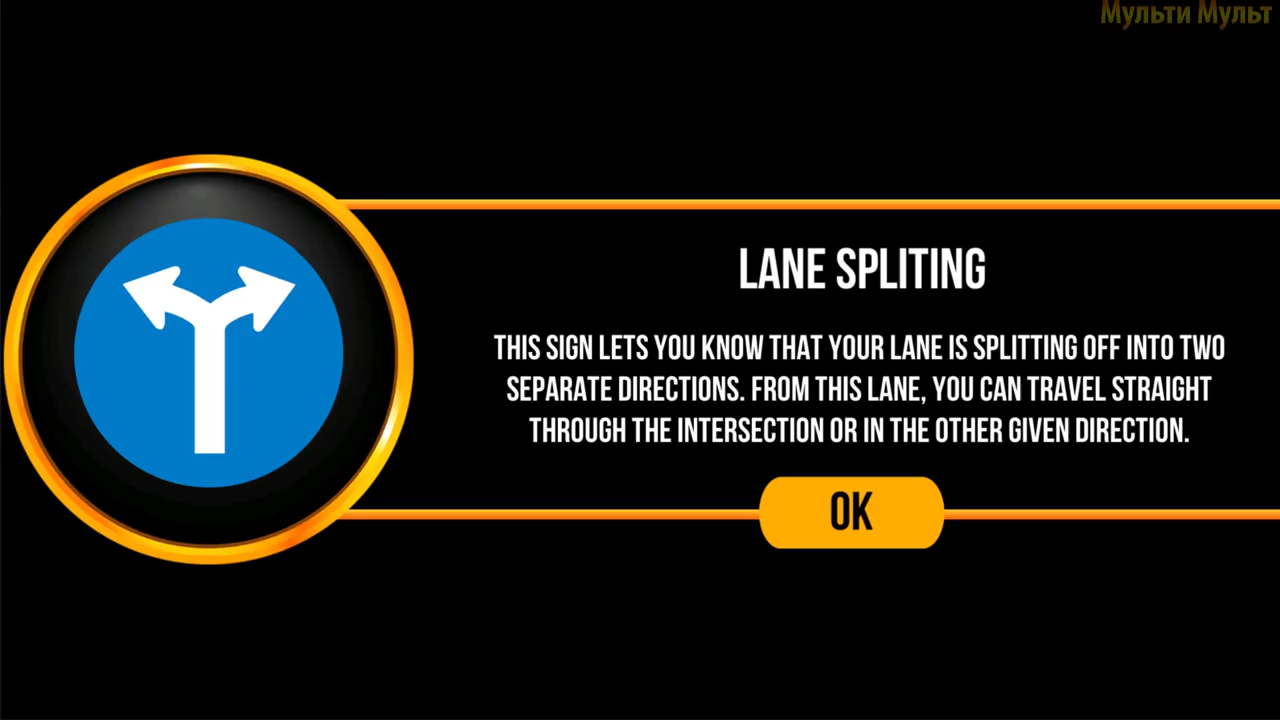 Мульти Мульт
LANE SPLITING
THIS SIGN LETS YOU KNOW THAT YOUR LANE IS SPLITTING OFF INTO TWO
SEPARATE DIRECTIONS. FROM THIS LANE, YOU CAN TRAVEL STRAIGHT
THROUGH THE INTERSECTION OR IN THE OTHER GIVEN DIRECTION.
OK